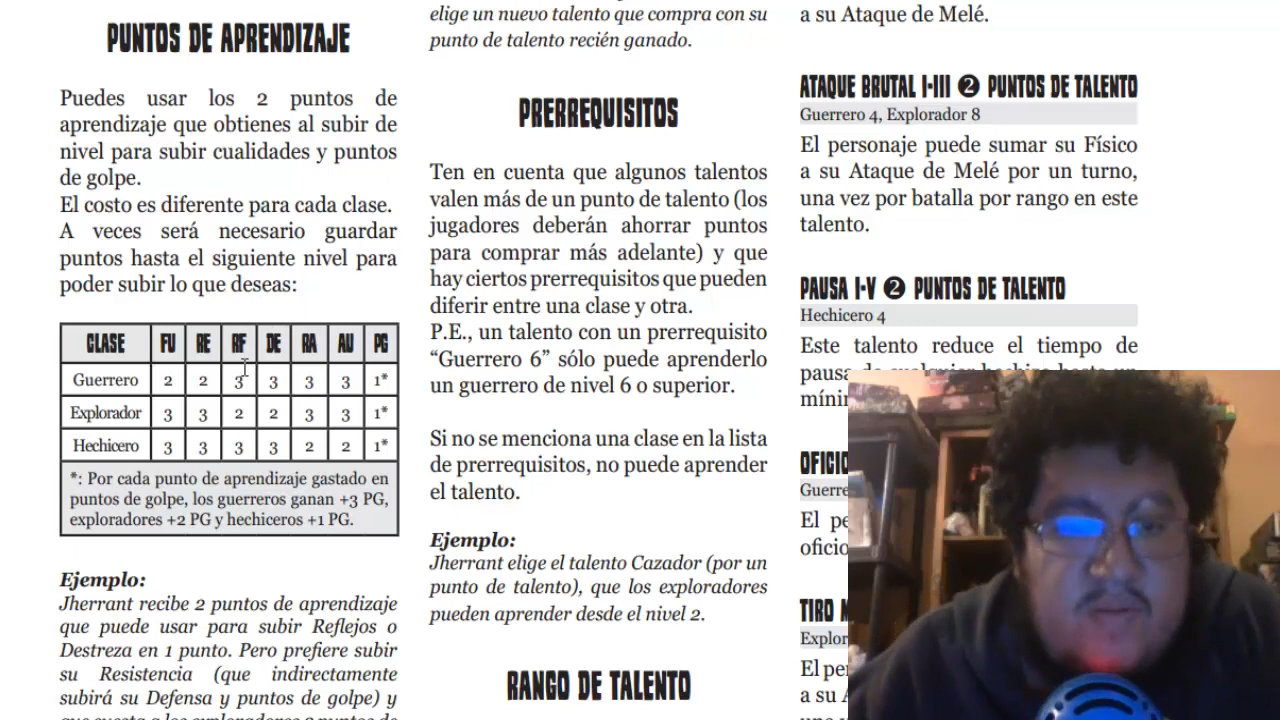 PUNTOS DE APRENDIZAJE
Puedes usar los 2 puntos de
aprendizaje que obtienes al subir de
nivel para subir cualidades y puntos
de golpe.
El costo es diferente para cada clase.
A veces será necesario guardar
puntos hasta el siguiente nivel para
poder subir lo que deseas:
CLASE FU RE RF DE RA AU PG
Guerrero 2 2 3 3 3 3 1*
Explorador 3 3 2 2 3 3 1*
Hechicero 3 3 3 3 2 2 1*
*: Por cada punto de aprendizaje gastado en
puntos de golpe, los guerreros ganan +3 PG,
exploradores +2 PG y hechiceros +1 PG.
Ejemplo:
Jherrant recibe 2 puntos de aprendizaje
que puede usar para subir Reflejos o
Destreza en 1 punto. Pero prefiere subir
su Resistencia (que indirectamente
subirá su Defensa y puntos de golpe) y
elige un nuevo talento que compra con su
punto de talento recién ganado.
PRERREQUISITOS
Ten en cuenta que algunos talentos
valen más de un punto de talento (los
jugadores deberán ahorrar puntos
para comprar más adelante) y que
hay ciertos prerrequisitos que pueden
diferir entre una clase y otra.
P.E., un talento con un prerrequisito
“Guerrero 6” sólo puede aprenderlo
un guerrero de nivel 6 o superior.
Si no se menciona una clase en la lista
de prerrequisitos, no puede aprender
el talento.
Ejemplo:
Jherrant elige el talento Cazador (por un
punto de talento), que los exploradores
pueden aprender desde el nivel 2.
RANGO DE TALENTO
a su Ataque de Melé.
ATAQUE BRUTAL I-III ❷ PUNTOS DE TALENTO
Guerrero 4, Explorador 8
El personaje puede sumar su Físico
a su Ataque de Melé por un turno,
una vez por batalla por rango en este
talento.
PAUSA I-V ❷ PUNTOS DE TALENTO
Hechicero 4
Este talento reduce el tiempo de
pausa de cualquier hechizo hasta un